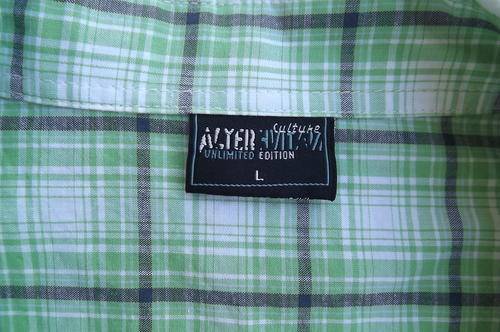 culture
ALTER
UNLIMITED EDITION
L